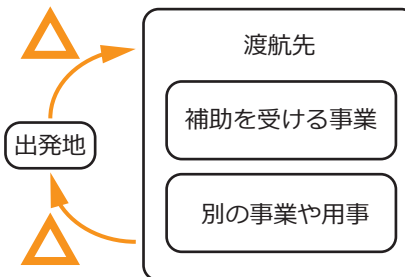 渡航先
補助を受ける事業
出発地
別の事業や用事